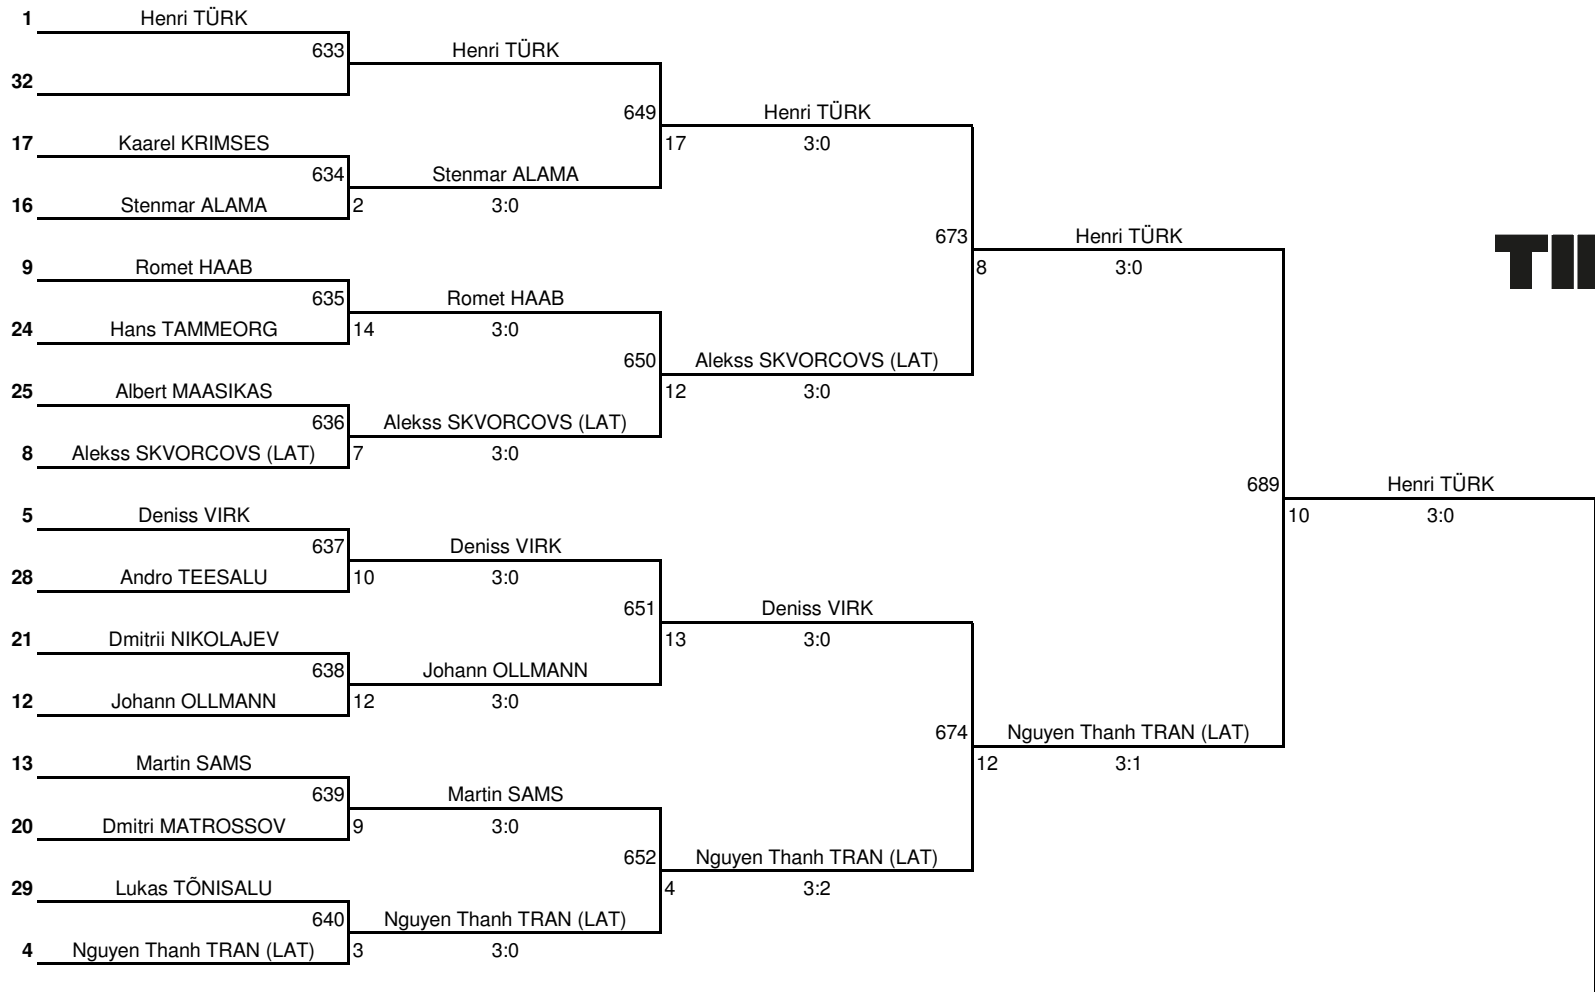 1 Henri TÜRK
633 Henri TÜRK
32
649 Henri TÜRK
17 Kaarel KRIMSES 17 3:0
634 Stenmar ALAMA
16 Stenmar ALAMA 2 3:0
673 Henri TÜRK
9 Romet HAAB 8 3:0
635 Romet HAAB
24 Hans TAMMEORG 14 3:0
650 Alekss SKVORCOVS (LAT)
25 Albert MAASIKAS 12 3:0
636 Alekss SKVORCOVS (LAT)
8 Alekss SKVORCOVS (LAT) 7 3:0
689 Henri TÜRK
5 Deniss VIRK 10 3:0
637 Deniss VIRK
28 Andro TEESALU 10 3:0
651 Deniss VIRK
21 Dmitrii NIKOLAJEV 13 3:0
638 Johann OLLMANN
12 Johann OLLMANN 12 3:0
674 Nguyen Thanh TRAN (LAT)
13 Martin SAMS 12 3:1
639 Martin SAMS
20 Dmitri MATROSSOV 9 3:0
652 Nguyen Thanh TRAN (LAT)
29 Lukas TÕNISALU 4 3:2
640 Nguyen Thanh TRAN (LAT)
4 Nguyen Thanh TRAN (LAT) 3 3:0